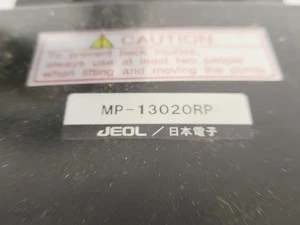 CAUTION
To prevent back injuries,
always use at least two people
when lifting and moving the pump.
MP-13020RP
JEOL / 日本電子